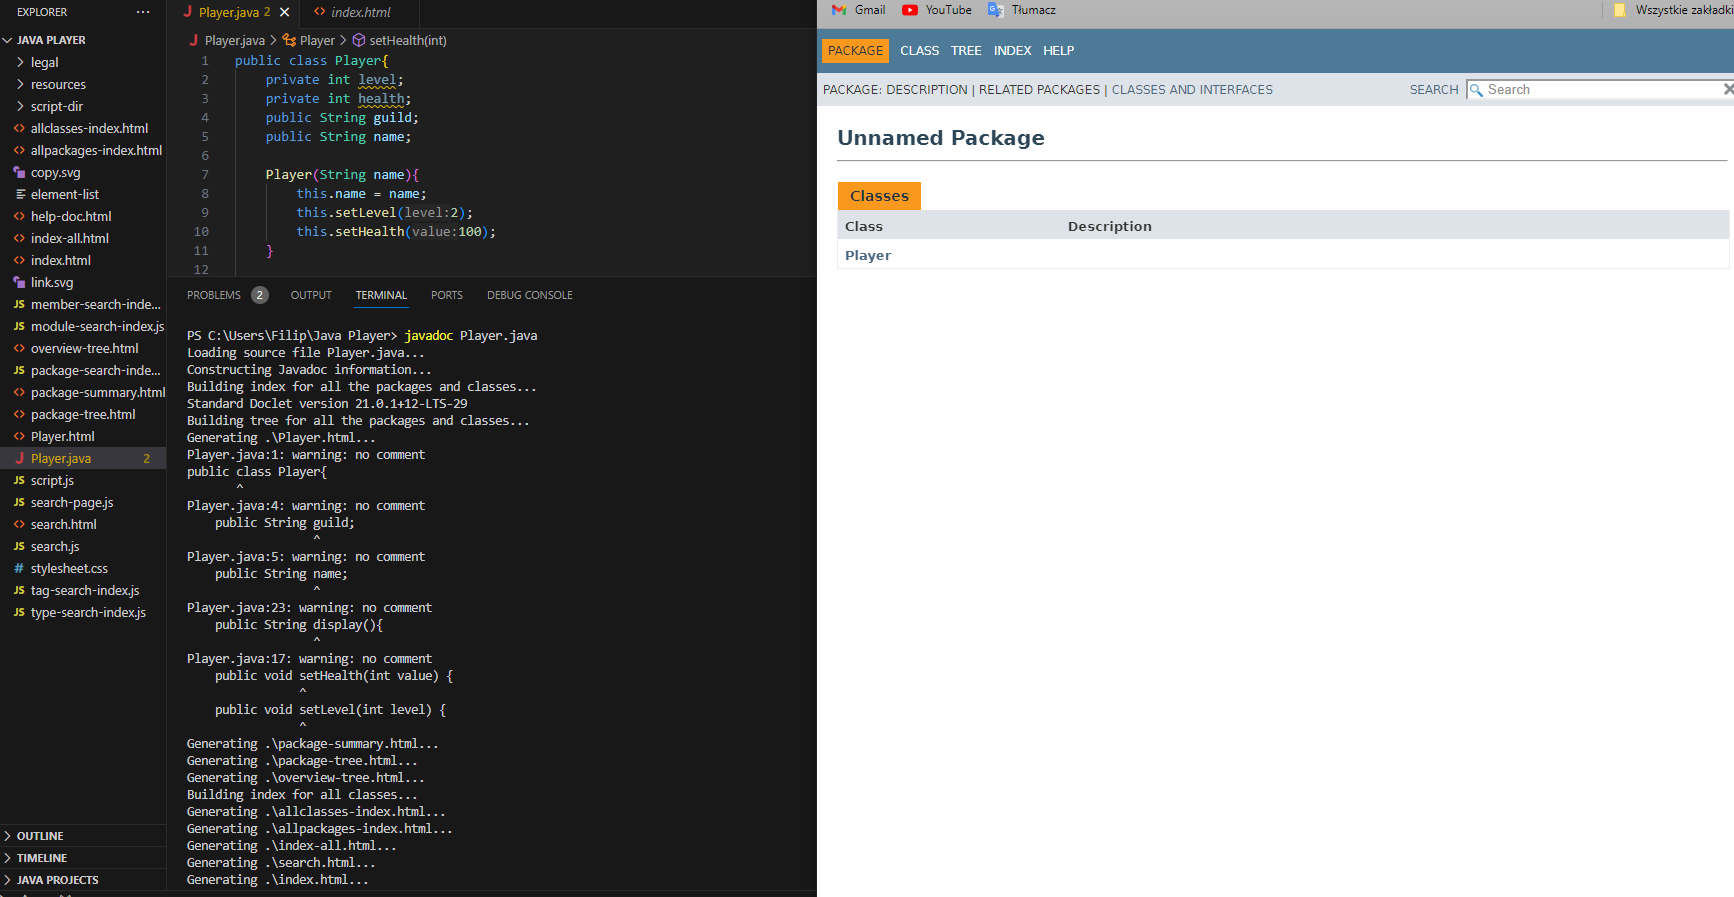 EXPLORER ...
JAVA PLAYER
legal
resources
script-dir
allclasses-index.html
allpackages-index.html
copy.svg
element-list
help-doc.html
index-all.html
index.html
link.svg
member-search-inde...
module-search-index.js
overview-tree.html
package-search-inde...
package-summary.html
package-tree.html
Player.html
Player.java 2
script.js
search-page.js
search.html
search.js
stylesheet.css
tag-search-index.js
type-search-index.js
OUTLINE
TIMELINE
JAVA PROJECTS
Player.java 2 index.html
Player.java > Player > setHealth(int)
1 public class Player{
2 private int level;
3 private int health;
4 public String guild;
5 public String name;
6
7 Player(String name){
8 this.name = name;
9 this.setLevel(level:2);
10 this.setHealth(value:100);
11 }
12
PROBLEMS 2 OUTPUT TERMINAL PORTS DEBUG CONSOLE
PS C:\Users\Filip\Java Player> javadoc Player.java
Loading source file Player.java...
Constructing Javadoc information...
Building index for all the packages and classes...
Standard Doclet version 21.0.1+12-LTS-29
Building tree for all the packages and classes...
Generating .\Player.html...
Player.java:1: warning: no comment
public class Player{
^
Player.java:4: warning: no comment
public String guild;
^
Player.java:5: warning: no comment
public String name;
^
Player.java:23: warning: no comment
public String display(){
^
Player.java:17: warning: no comment
public void setHealth(int value) {
^
public void setLevel(int level) {
^
Generating .\package-summary.html...
Generating .\package-tree.html...
Generating .\overview-tree.html...
Building index for all classes...
Generating .\allclasses-index.html...
Generating .\allpackages-index.html...
Generating .\index-all.html...
Generating .\search.html...
Generating .\index.html...
Gmail YouTube Tłumacz Wszystkie zakładki
PACKAGE CLASS TREE INDEX HELP
PACKAGE: DESCRIPTION | RELATED PACKAGES | CLASSES AND INTERFACES SEARCH Search
Unnamed Package
Classes
Class Description
Player